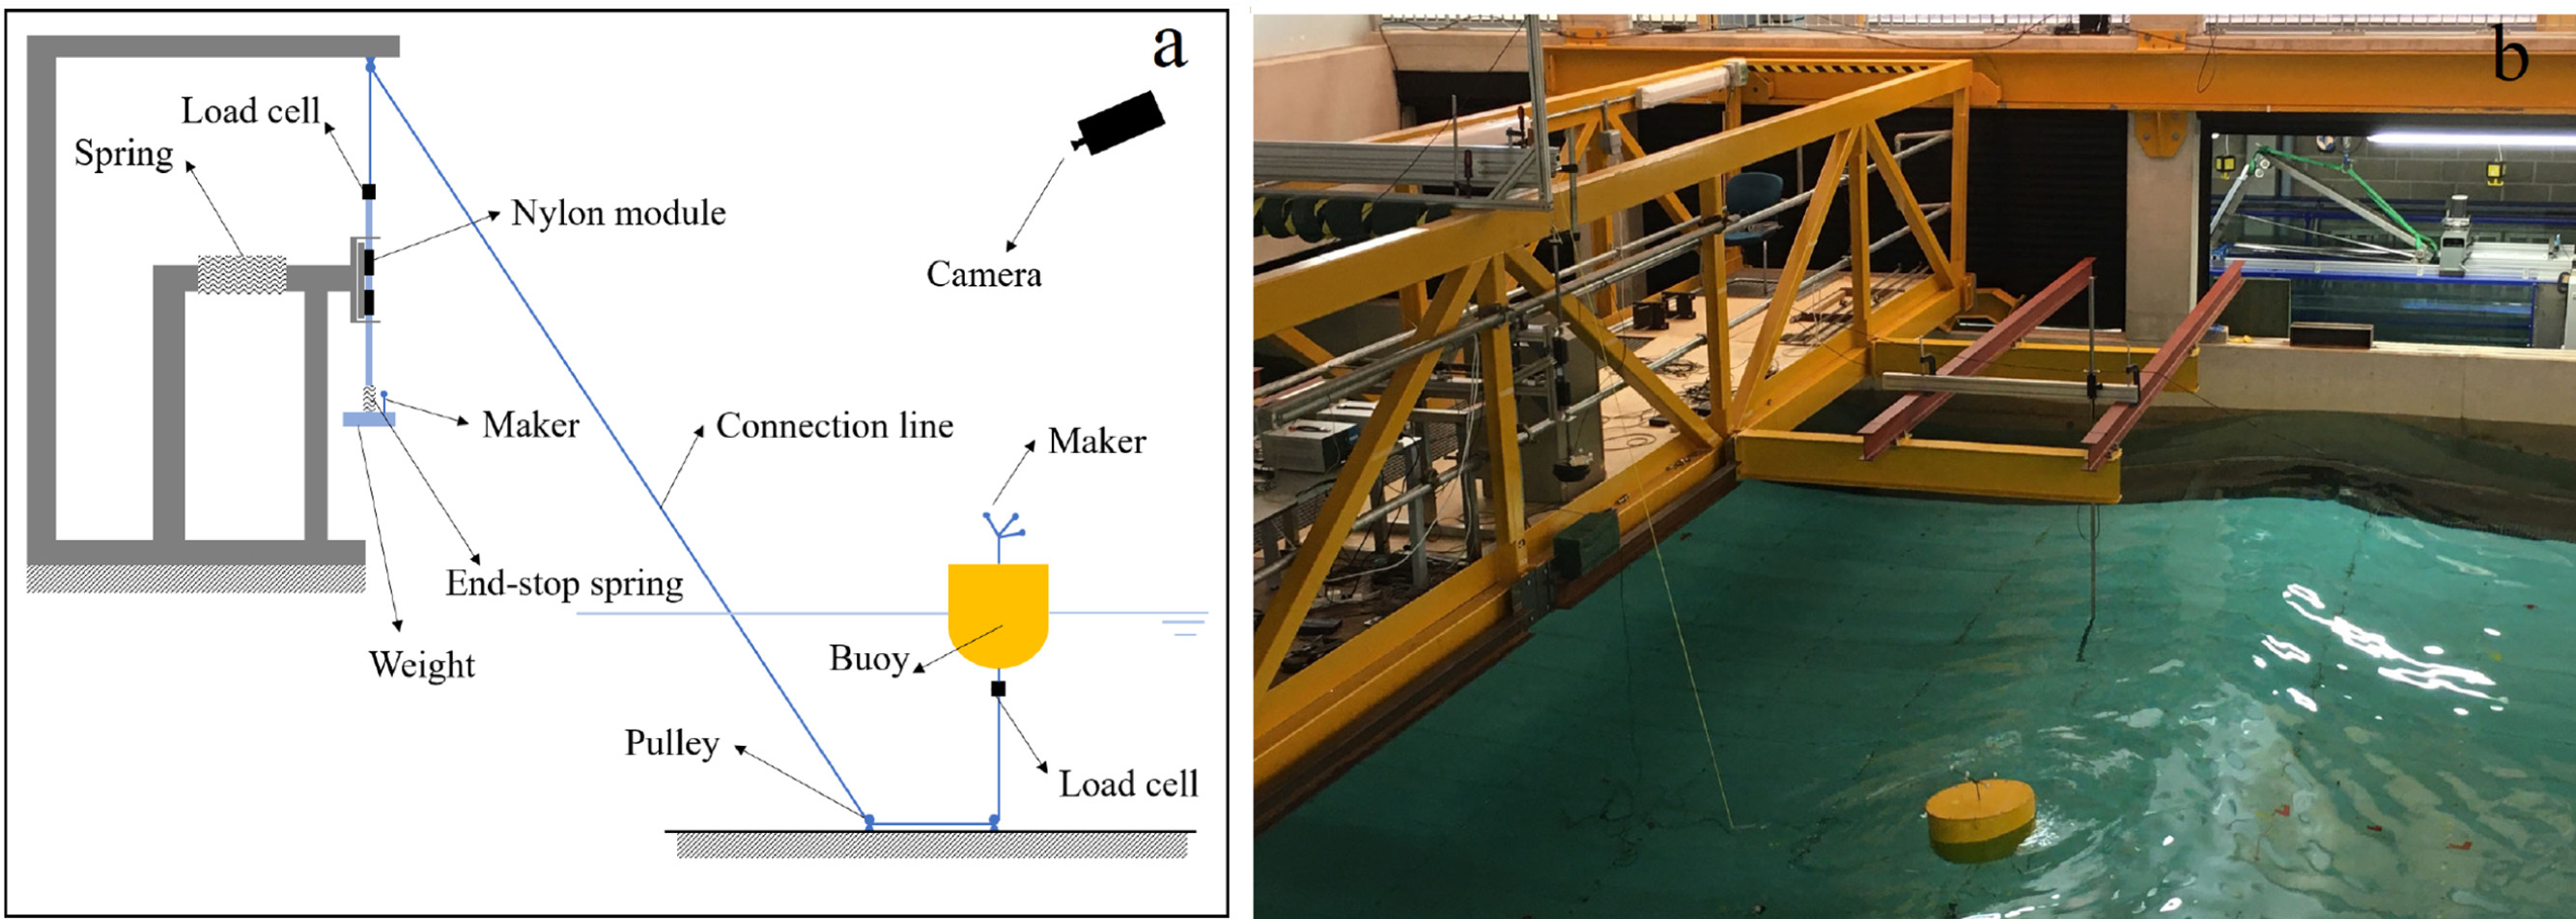 a
Load cell
Spring
Nylon module
Camera
Maker
Connection line
Maker
End-stop spring
Weight
Buoy
Pulley
Load cell
b